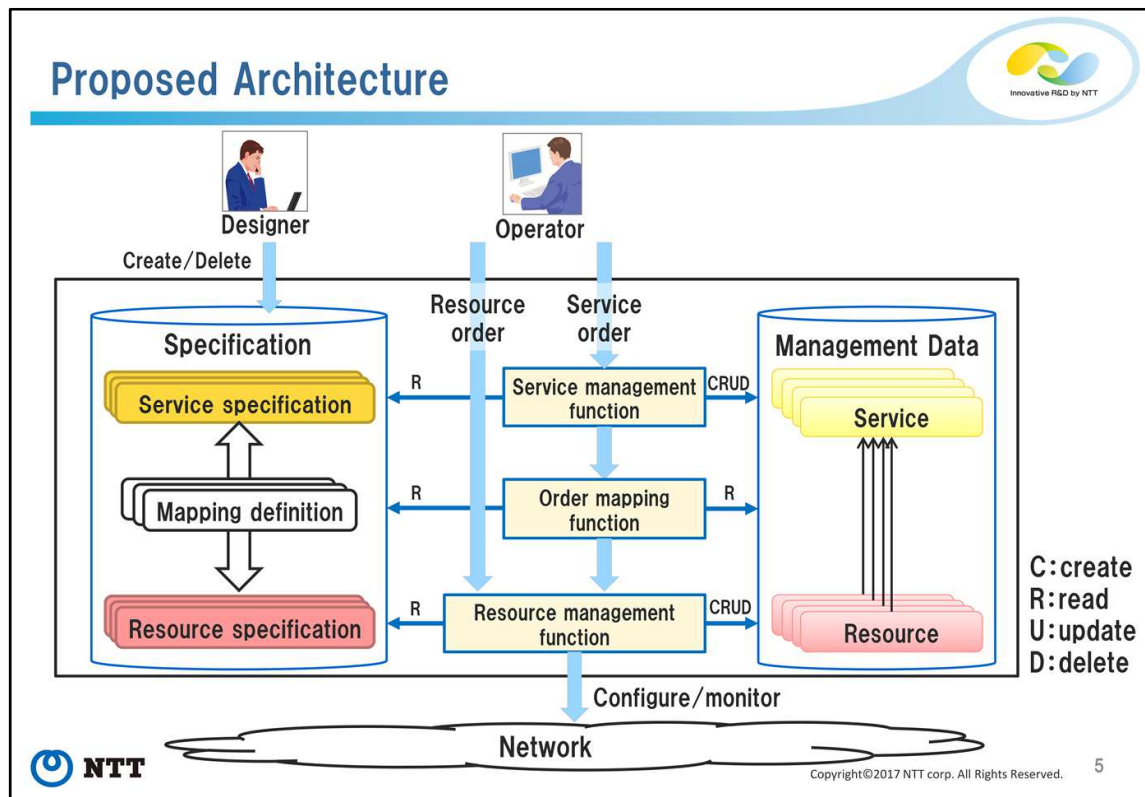 Proposed Architecture
Innovative R&D by NTT
Designer
Operator
Create/Delete
Resource
order
Service
order
Specification
Management Data
Service specification
R
Service management
function
CRUD
Service
Mapping definition
R
Order mapping
function
R
Resource specification
R
Resource management
function
CRUD
Resource
C:create
R:read
U:update
D:delete
Configure/monitor
Network
NTT
Copyright©2017 NTT corp. All Rights Reserved.
5